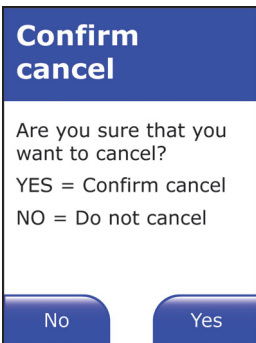 Confirm
cancel
Are you sure that you
want to cancel?
YES = Confirm cancel
NO = Do not cancel
No
Yes